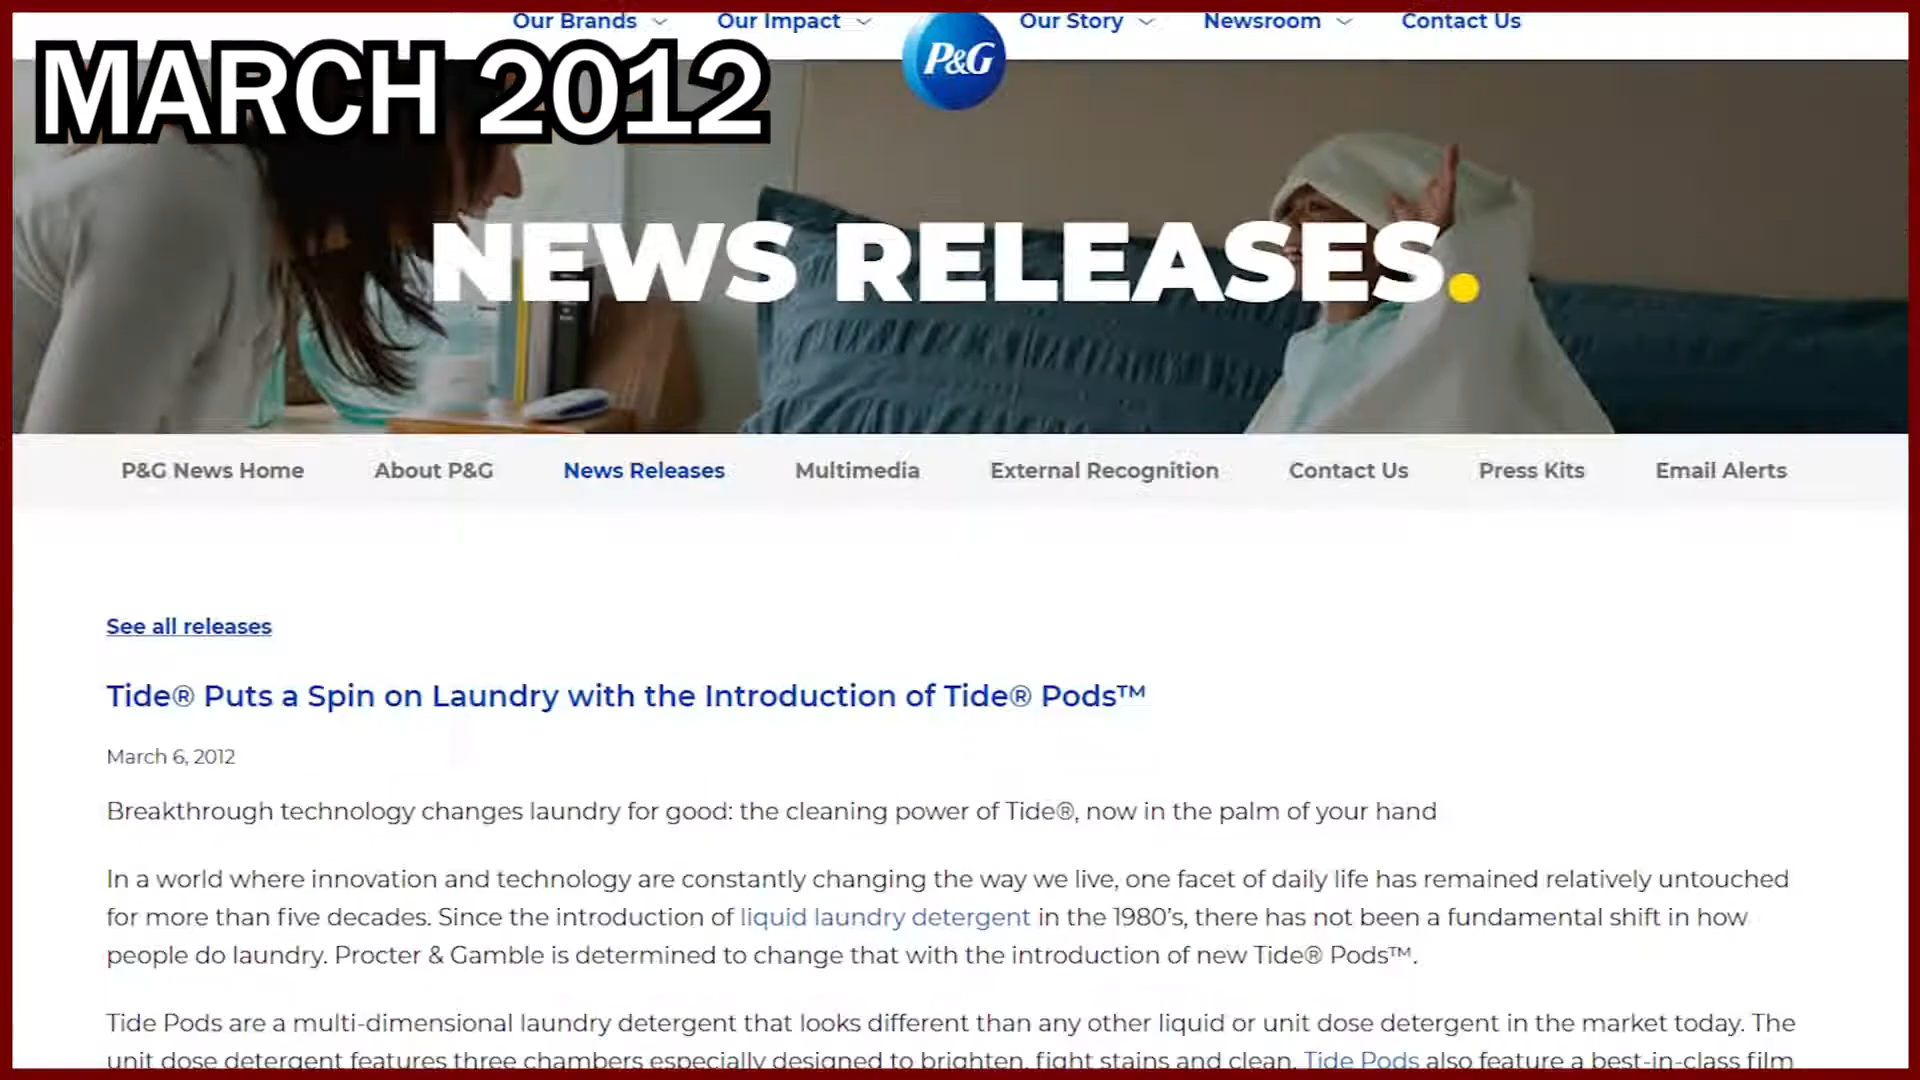 Our Brands
Our Impact
P&G
Our Story
Newsroom
Contact Us
MARCH 2012
NEWS RELEASES.
P&G News Home
About P&G
News Releases
Multimedia
External Recognition
Contact Us
Press Kits
Email Alerts
See all releases
Tide® Puts a Spin on Laundry with the Introduction of Tide® Pods™
March 6, 2012
Breakthrough technology changes laundry for good: the cleaning power of Tide®, now in the palm of your hand
In a world where innovation and technology are constantly changing the way we live, one facet of daily life has remained relatively untouched
for more than five decades. Since the introduction of liquid laundry detergent in the 1980’s, there has not been a fundamental shift in how
people do laundry. Procter & Gamble is determined to change that with the introduction of new Tide® Pods™.
Tide Pods are a multi-dimensional laundry detergent that looks different than any other liquid or unit dose detergent in the market today. The
unit dose detergent features three chambers especially designed to brighten, fight stains and clean. Tide Pods also feature a best-in-class film